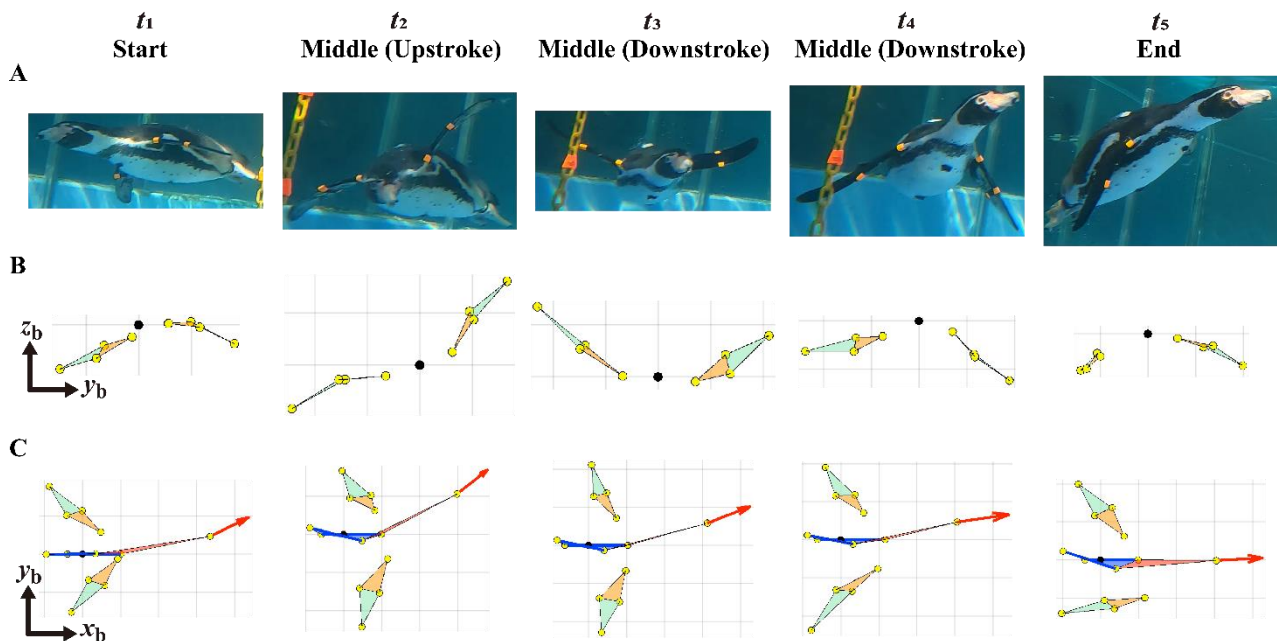 t₁ t₂ t₃ t₄ t₅
Start Middle (Upstroke) Middle (Downstroke) Middle (Downstroke) End
A
B
z_b
y_b
C
y_b
x_b